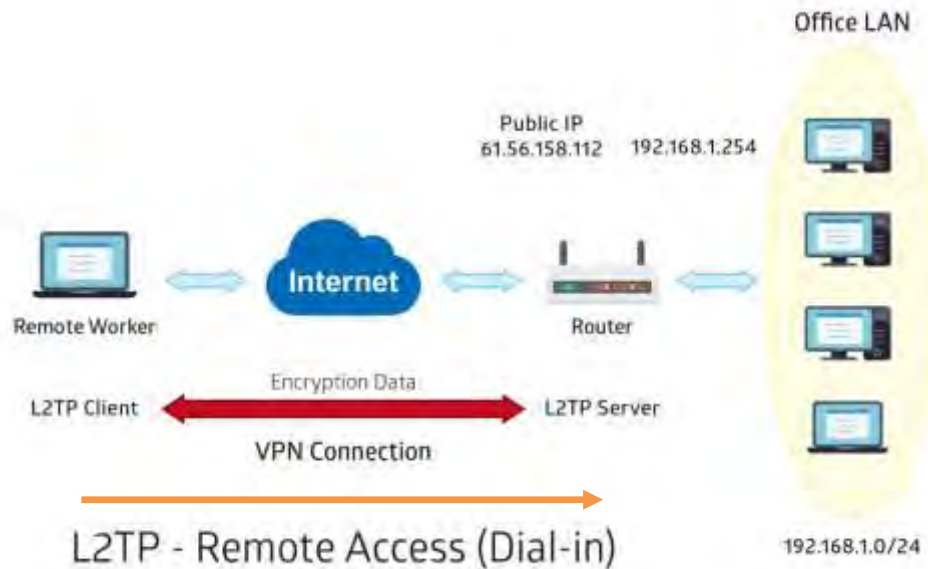 Office LAN
Public IP
61.56.158.112
192.168.1.254
Internet
Remote Worker
Router
Encryption Data
L2TP Client
L2TP Server
VPN Connection
L2TP - Remote Access (Dial-in)
192.168.1.0/24